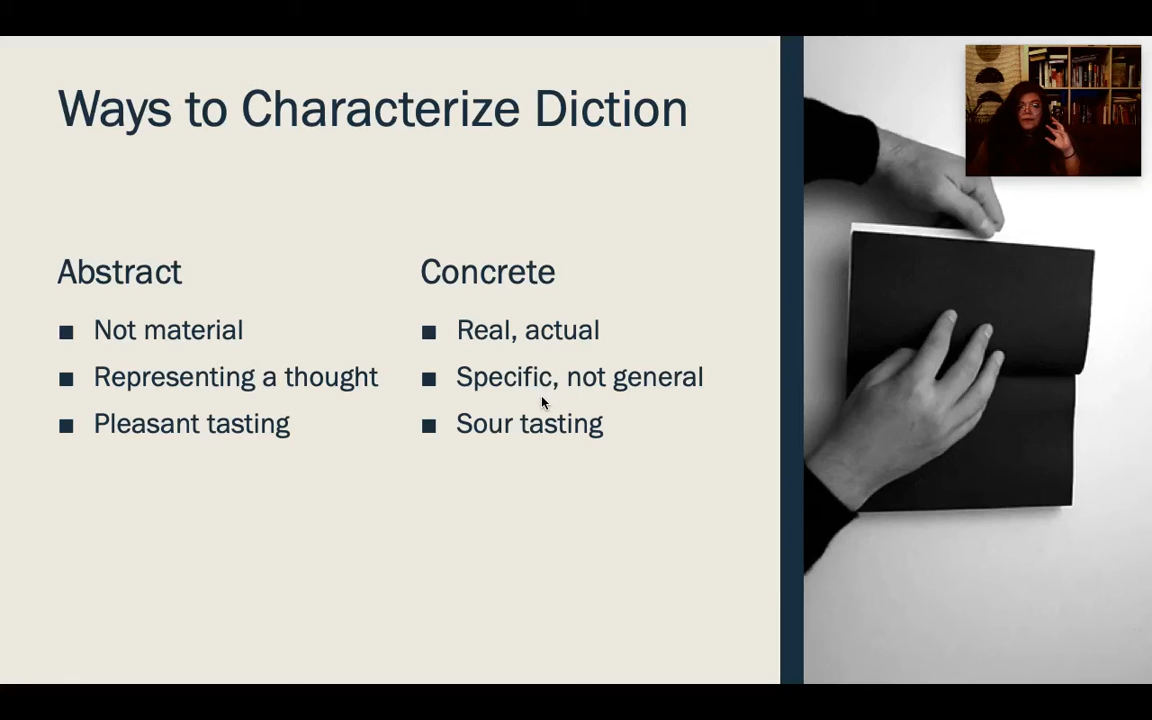 Ways to Characterize Diction
Abstract
■ Not material
■ Representing a thought
■ Pleasant tasting
Concrete
■ Real, actual
■ Specific, not general
■ Sour tasting